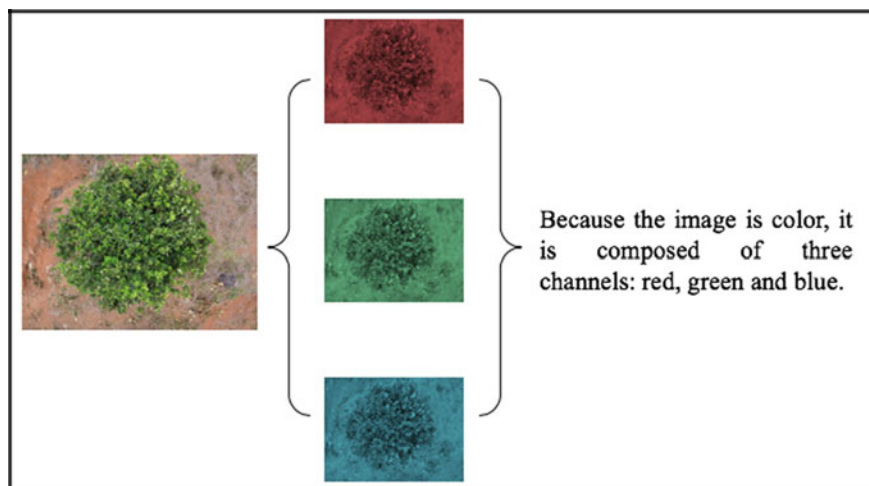 Because the image is color, it
is composed of three
channels: red, green and blue.